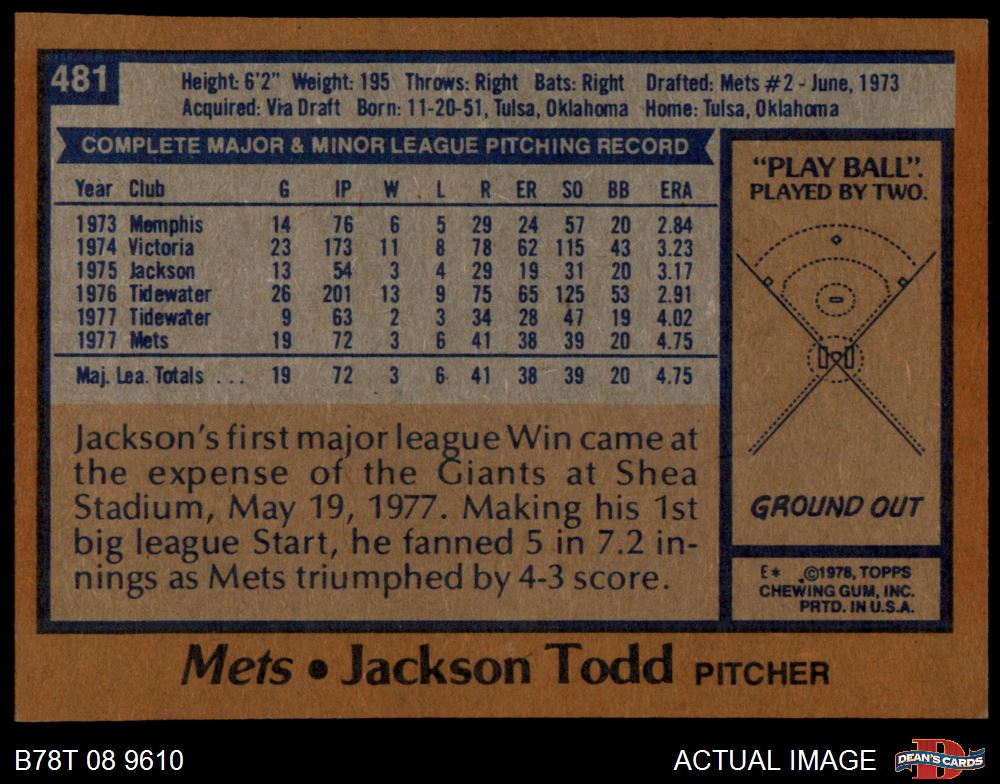 481
Height: 6'2" Weight: 195 Throws: Right Bats: Right Drafted: Mets #2 - June, 1973
Acquired: Via Draft Born: 11-20-51, Tulsa, Oklahoma Home: Tulsa, Oklahoma
COMPLETE MAJOR & MINOR LEAGUE PITCHING RECORD
Year Club G IP W L R ER SO BB ERA
1973 Memphis 14 76 6 5 29 24 57 20 2.84
1974 Victoria 23 173 11 8 78 62 115 43 3.23
1975 Jackson 13 54 3 4 29 19 31 20 3.17
1976 Tidewater 26 201 13 9 75 65 125 53 2.91
1977 Tidewater 9 63 2 3 34 28 47 19 4.02
1977 Mets 19 72 3 6 41 38 39 20 4.75
Maj. Lea. Totals ... 19 72 3 6 41 38 39 20 4.75
Jackson's first major league Win came at
the expense of the Giants at Shea
Stadium, May 19, 1977. Making his 1st
big league Start, he fanned 5 in 7.2 in-
nings as Mets triumphed by 4-3 score.
"PLAY BALL".
PLAYED BY TWO.
GROUND OUT
E* ©1978, TOPPS
CHEWING GUM, INC.
PRTD. IN U.S.A.
Mets • Jackson Todd PITCHER
B78T 08 9610
ACTUAL IMAGE
DEAN'S CARDS